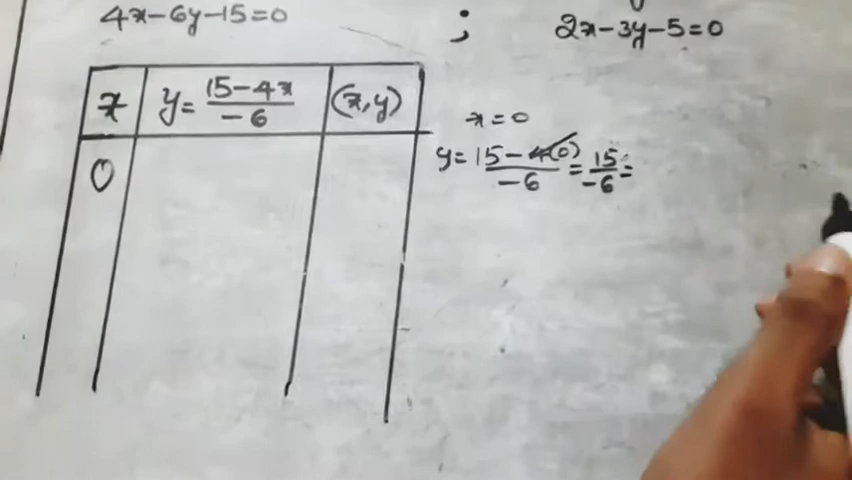 4x-6y-15=0 ; 2x-3y-5=0
x y= 15-4x/-6 (x,y)
x=0
y= 15-4(0)/-6 = 15/-6 =
0